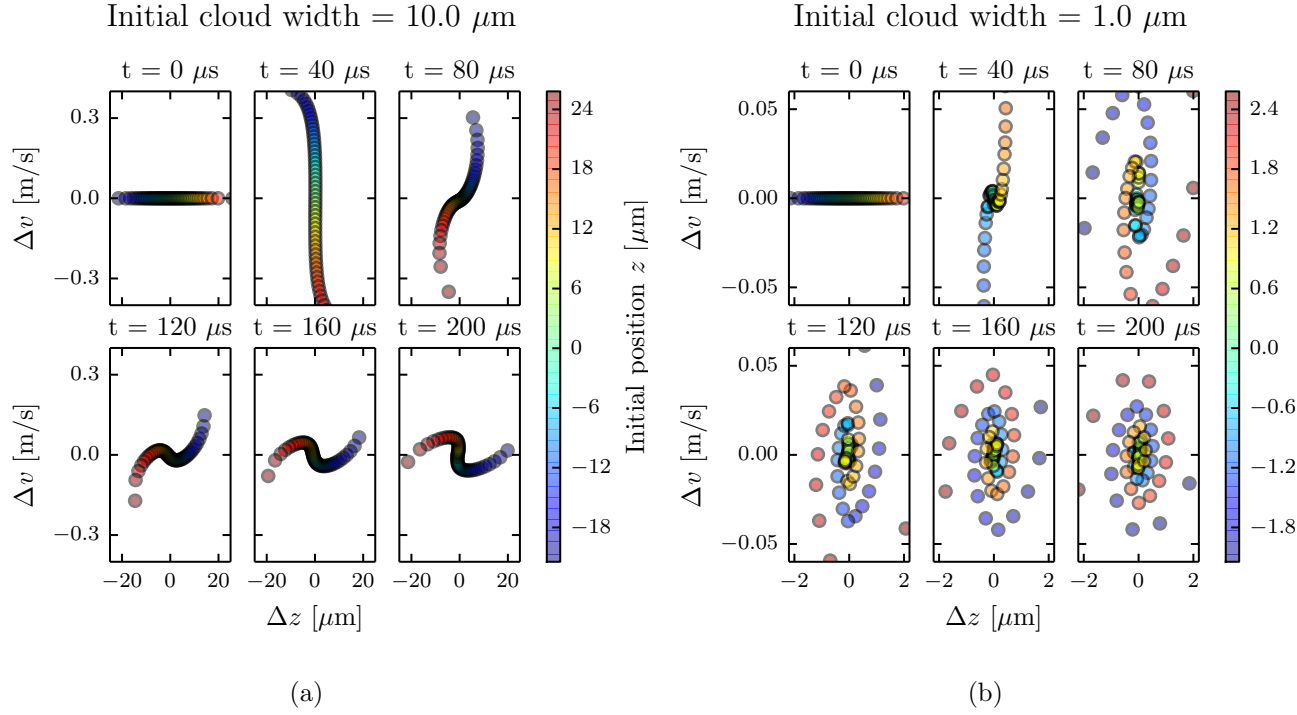 Initial cloud width = 10.0 μm
t = 0 μs
t = 40 μs
t = 80 μs
0.3
0.0
−0.3
Δv [m/s]
t = 120 μs
t = 160 μs
t = 200 μs
0.3
0.0
−0.3
Δv [m/s]
−20 0 20
−20 0 20
−20 0 20
Δz [μm]
24
18
12
6
0
−6
−12
−18
Initial position z [μm]
(a)
Initial cloud width = 1.0 μm
t = 0 μs
t = 40 μs
t = 80 μs
0.05
0.00
−0.05
Δv [m/s]
t = 120 μs
t = 160 μs
t = 200 μs
0.05
0.00
−0.05
Δv [m/s]
−2 0 2
−2 0 2
−2 0 2
Δz [μm]
2.4
1.8
1.2
0.6
0.0
−0.6
−1.2
−1.8
(b)